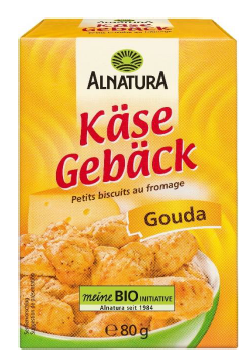 ALNATURA
Käse
Gebäck
Petits biscuits au fromage
Gouda
meine BIO INITIATIVE
Alnatura seit 1984
℮ 80 g